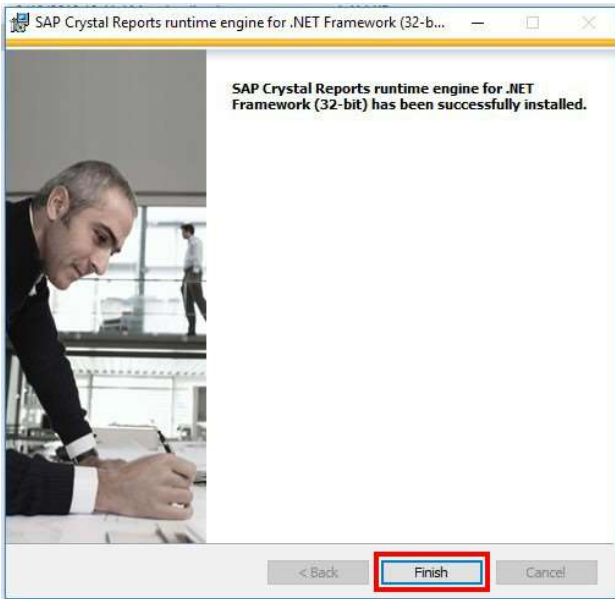 SAP Crystal Reports runtime engine for .NET Framework (32-b...
SAP Crystal Reports runtime engine for .NET
Framework (32-bit) has been successfully installed.
< Back
Finish
Cancel